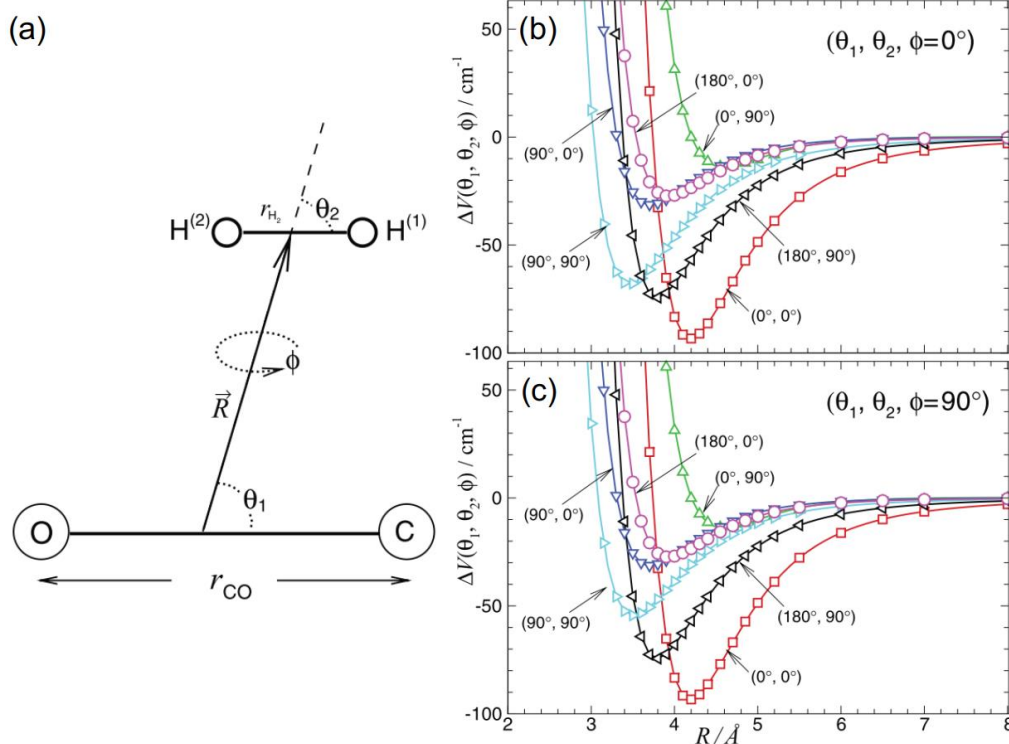 (a)
H⁽²⁾ r_H₂ θ₂ H⁽¹⁾
ϕ
R⃗
θ₁
O C
r_CO
(b)
(θ₁, θ₂, ϕ=0°)
ΔV(θ₁, θ₂, ϕ) / cm⁻¹
50
0
-50
-100
(180°, 0°)
(0°, 90°)
(90°, 0°)
(90°, 90°)
(180°, 90°)
(0°, 0°)
(c)
(θ₁, θ₂, ϕ=90°)
ΔV(θ₁, θ₂, ϕ) / cm⁻¹
50
0
-50
-100
(180°, 0°)
(0°, 90°)
(90°, 0°)
(90°, 90°)
(180°, 90°)
(0°, 0°)
2 3 4 5 6 7 8
R / Å